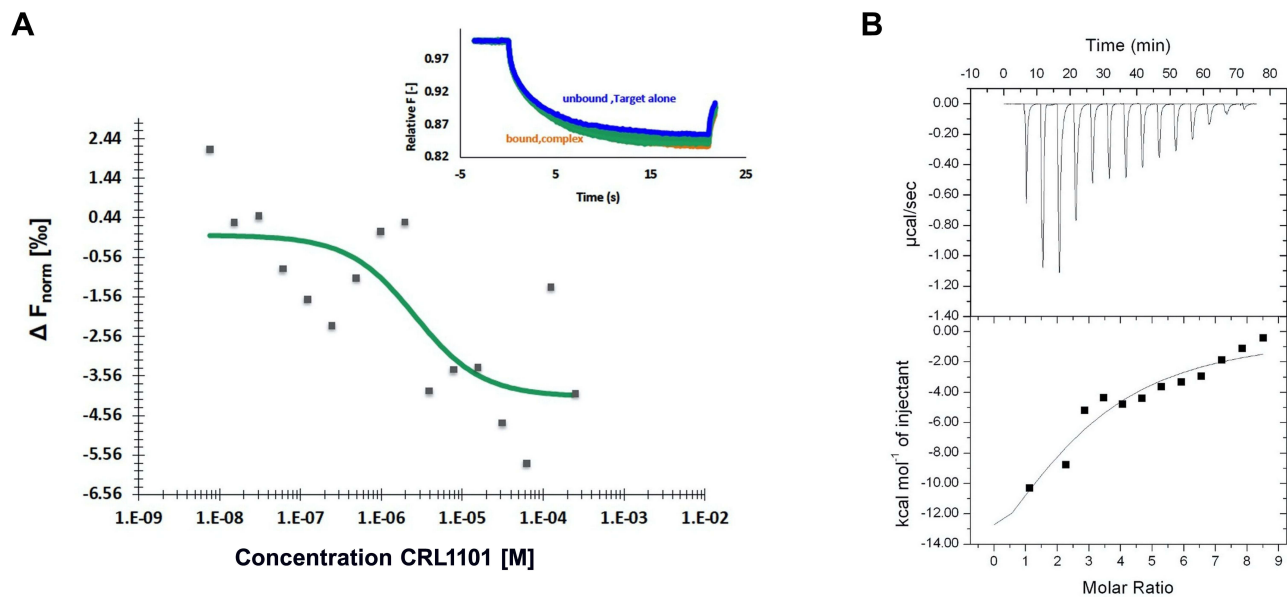 A
Δ Fnorm [‰]
2.44
1.44
0.44
-0.56
-1.56
-2.56
-3.56
-4.56
-5.56
-6.56
1.E-09 1.E-08 1.E-07 1.E-06 1.E-05 1.E-04 1.E-03 1.E-02
Concentration CRL1101 [M]
Relative F [-]
0.97
0.92
0.87
0.82
unbound ,Target alone
bound,complex
-5 5 15 25
Time (s)
B
Time (min)
-10 0 10 20 30 40 50 60 70 80
µcal/sec
0.00
-0.20
-0.40
-0.60
-0.80
-1.00
-1.20
-1.40
kcal mol-1 of injectant
0.00
-2.00
-4.00
-6.00
-8.00
-10.00
-12.00
-14.00
0 1 2 3 4 5 6 7 8 9
Molar Ratio